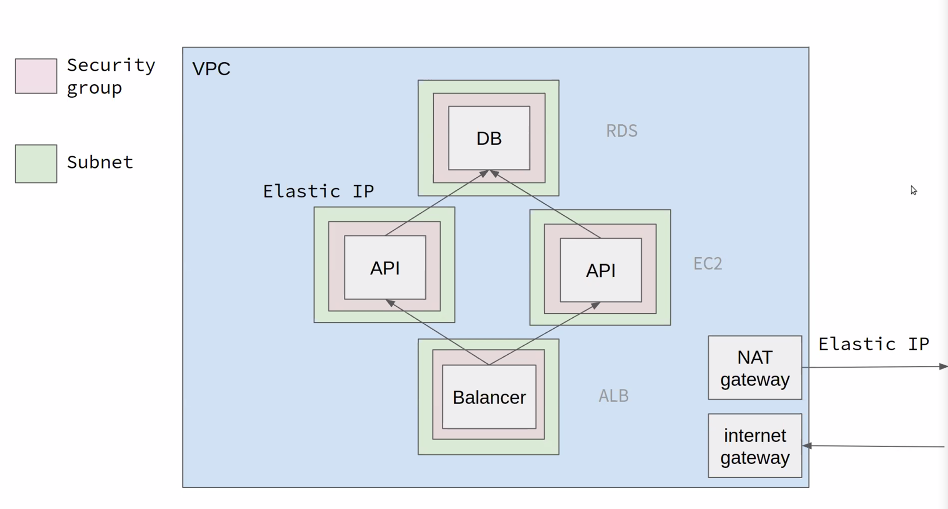 Security
group
Subnet
VPC
DB
RDS
Elastic IP
API
API
EC2
Balancer
ALB
NAT
gateway
Elastic IP
internet
gateway